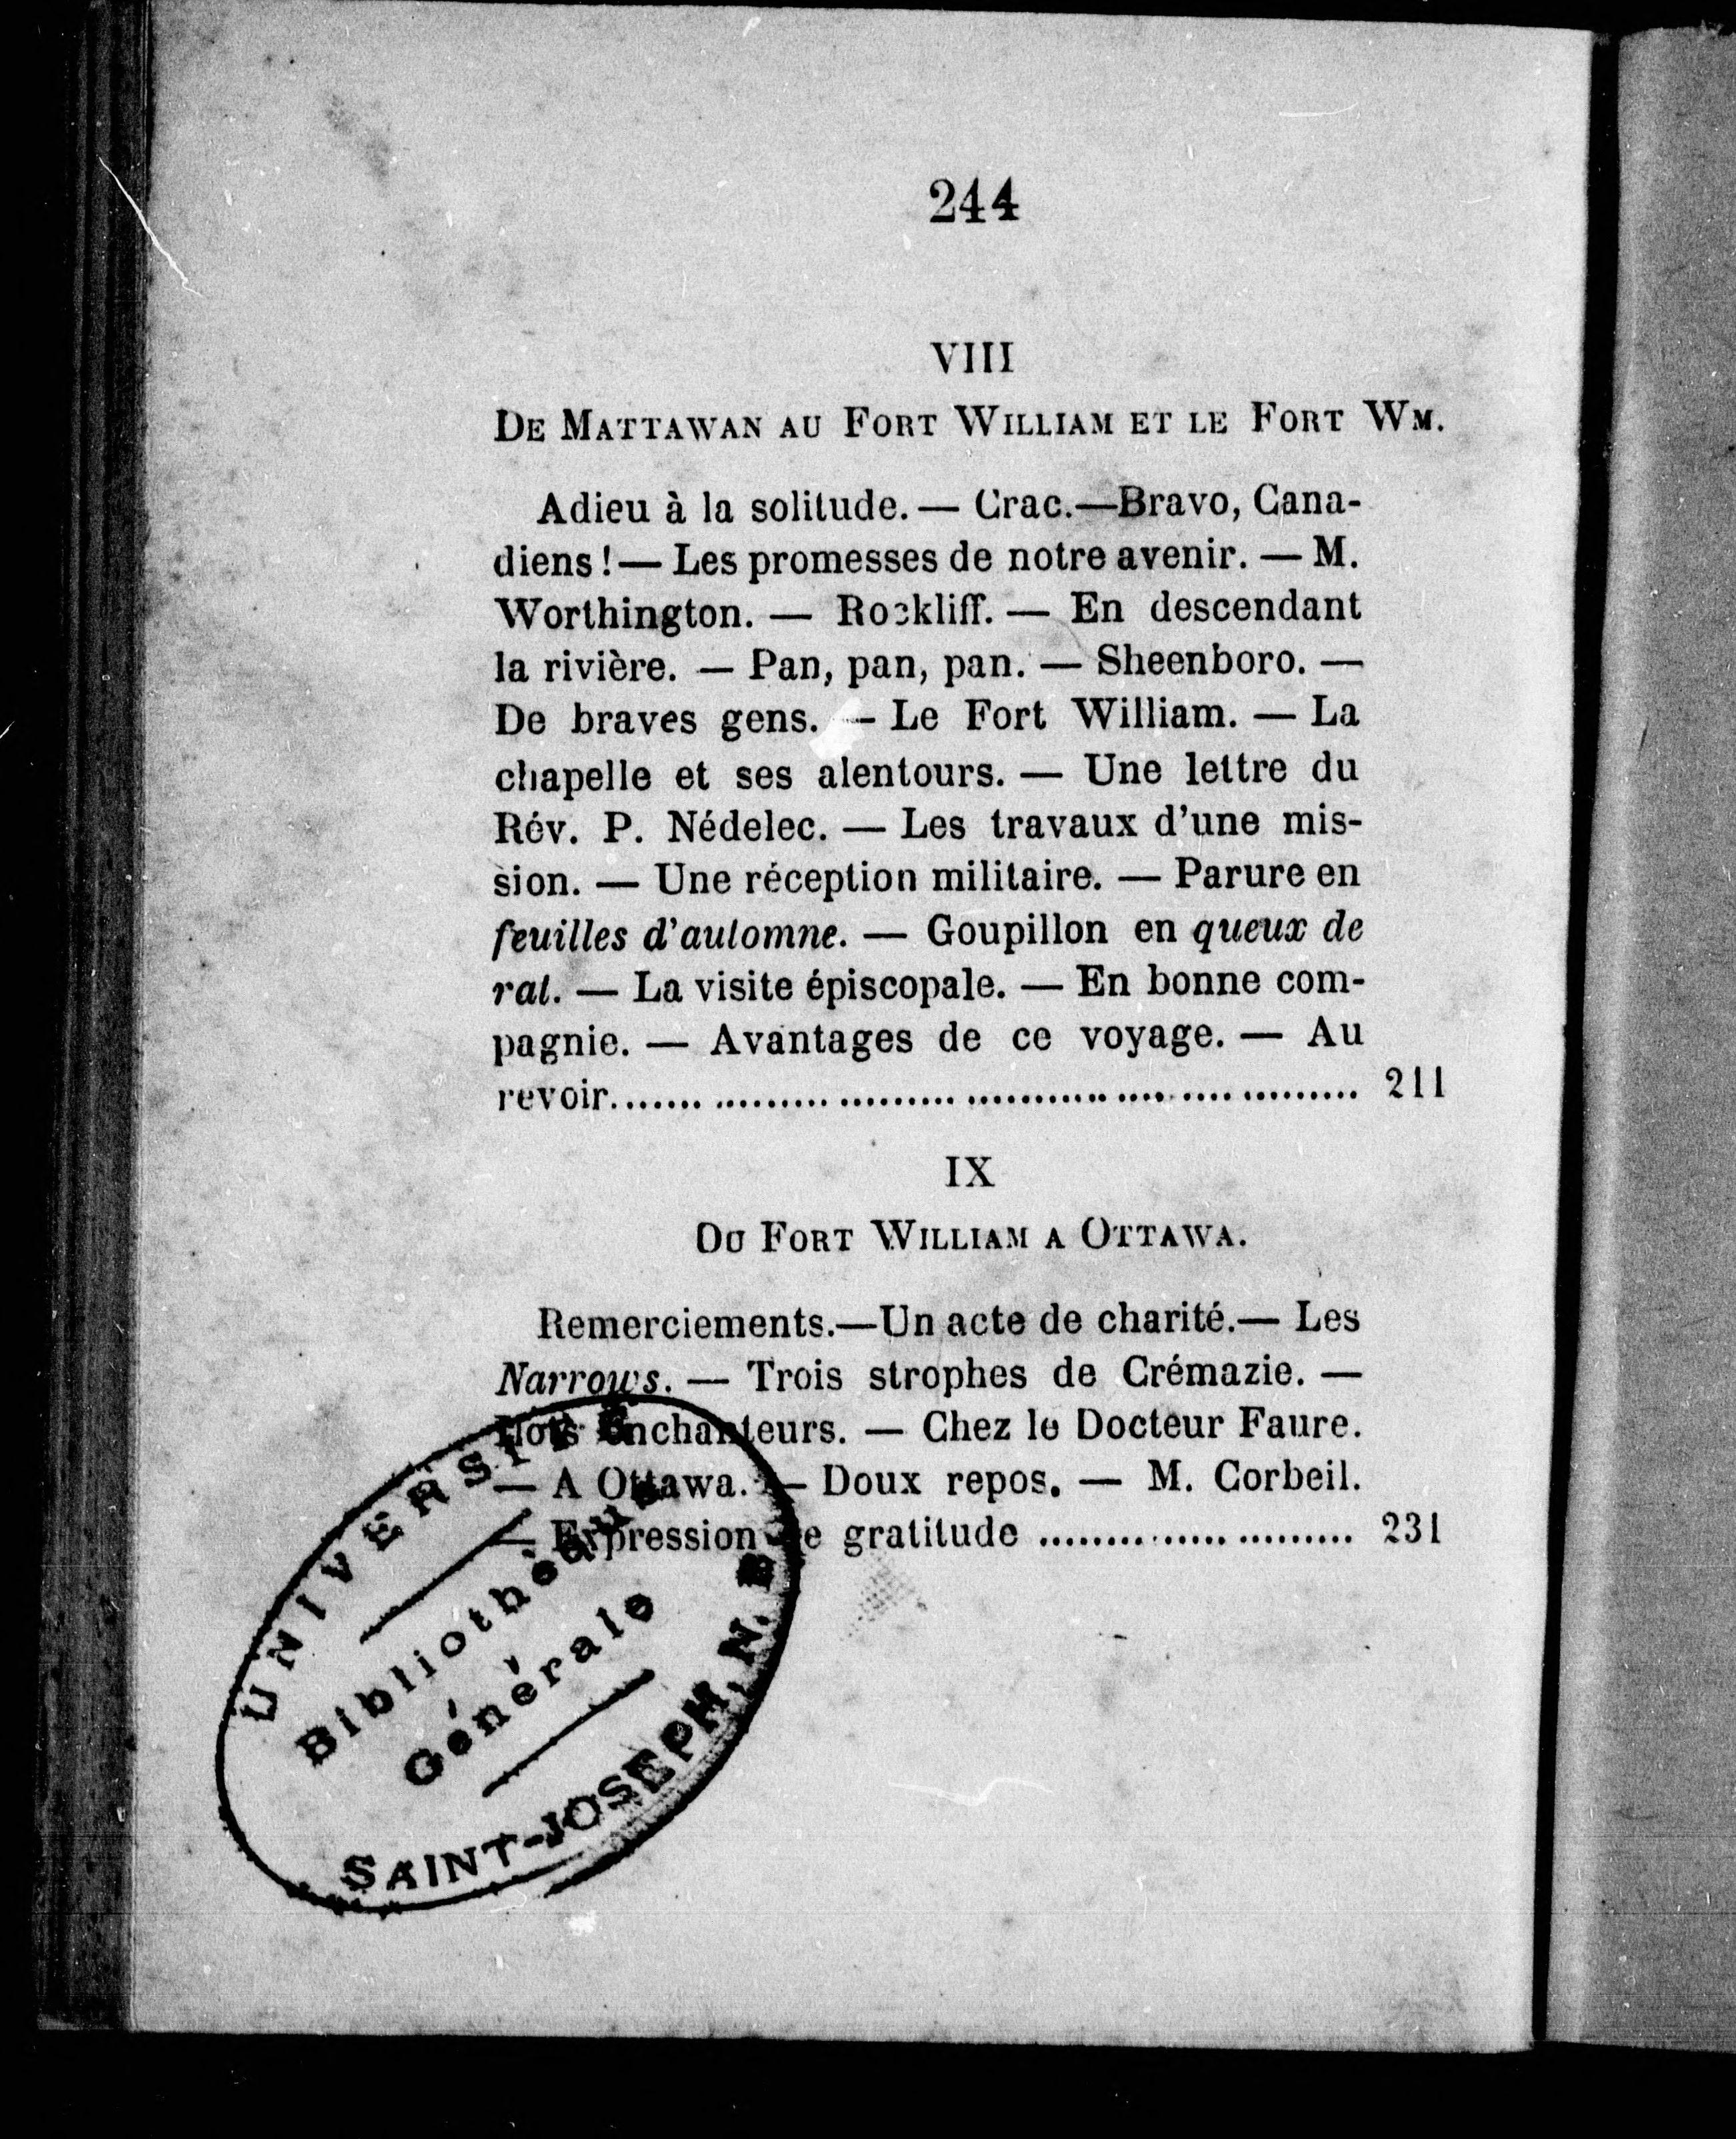 244
VIII
DE MATTAWAN AU FORT WILLIAM ET LE FORT WM.
Adieu à la solitude. — Crac.—Bravo, Cana-
diens !— Les promesses de notre avenir. — M.
Worthington. — Rockliff. — En descendant
la rivière. — Pan, pan, pan. — Sheenboro. —
De braves gens. — Le Fort William. — La
chapelle et ses alentours. — Une lettre du
Rév. P. Nédelec. — Les travaux d'une mis-
sion. — Une réception militaire. — Parure en
feuilles d'automne. — Goupillon en queux de
rat. — La visite épiscopale. — En bonne com-
pagnie. — Avantages de ce voyage. — Au
revoir.................................................. 211
IX
DU FORT WILLIAM A OTTAWA.
Remerciements.—Un acte de charité.— Les
Narrows. — Trois strophes de Crémazie. —
enchanteurs. — Chez le Docteur Faure.
— A Ottawa. — Doux repos. — M. Corbeil.
— Expression de gratitude ........................ 231
UNIVERSITÉ
Bibliothèque
Générale
SAINT-JOSEPH, N. B.